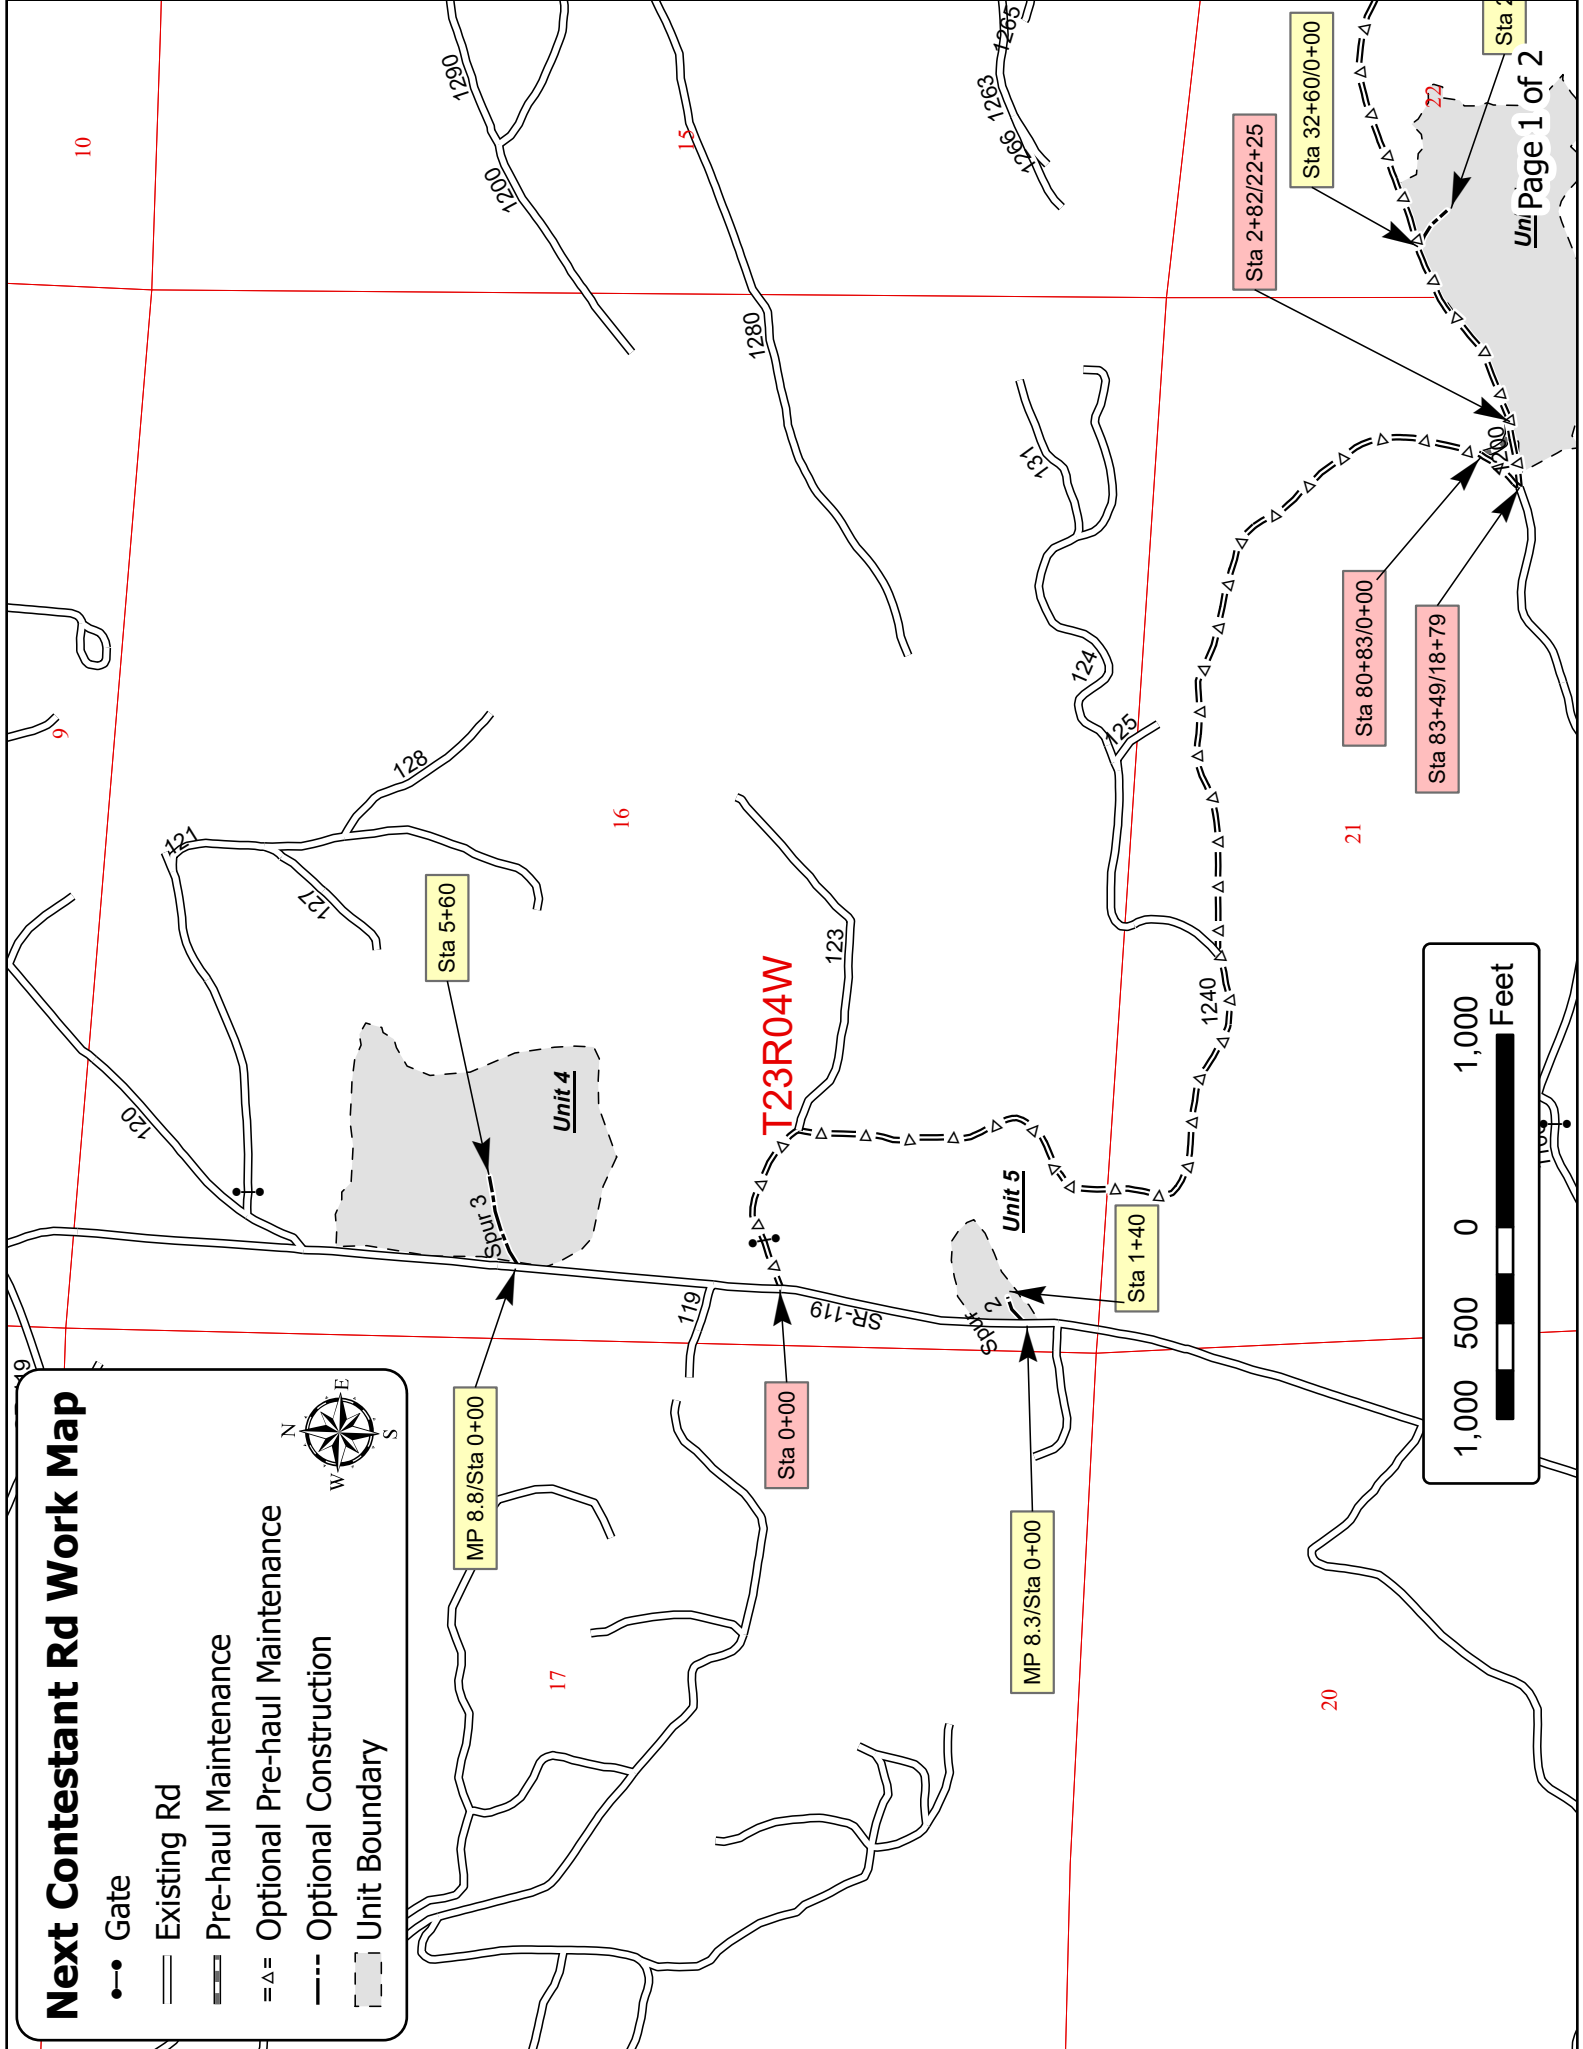 Next Contestant Rd Work Map
Gate
Existing Rd
Pre-haul Maintenance
Optional Pre-haul Maintenance
Optional Construction
Unit Boundary
N
E
S
W
10
9
15
16
17
20
21
22
T23R04W
1290
1200
1280
1265
1263
1266
120
121
127
128
123
131
124
125
1240
1200
119
SR-119
Spur 3
Unit 4
Spur 2
Unit 5
Sta 5+60
MP 8.8/Sta 0+00
Sta 0+00
MP 8.3/Sta 0+00
Sta 1+40
Sta 2+82/22+25
Sta 32+60/0+00
Sta 80+83/0+00
Sta 83+49/18+79
Sta 2
Uni
Page 1 of 2
1,000 500 0 1,000
Feet